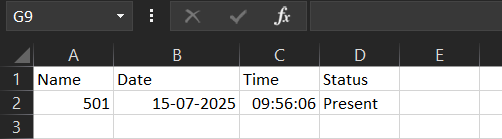 G9 fx
A B C D E
1 Name Date Time Status
2 501 15-07-2025 09:56:06 Present
3